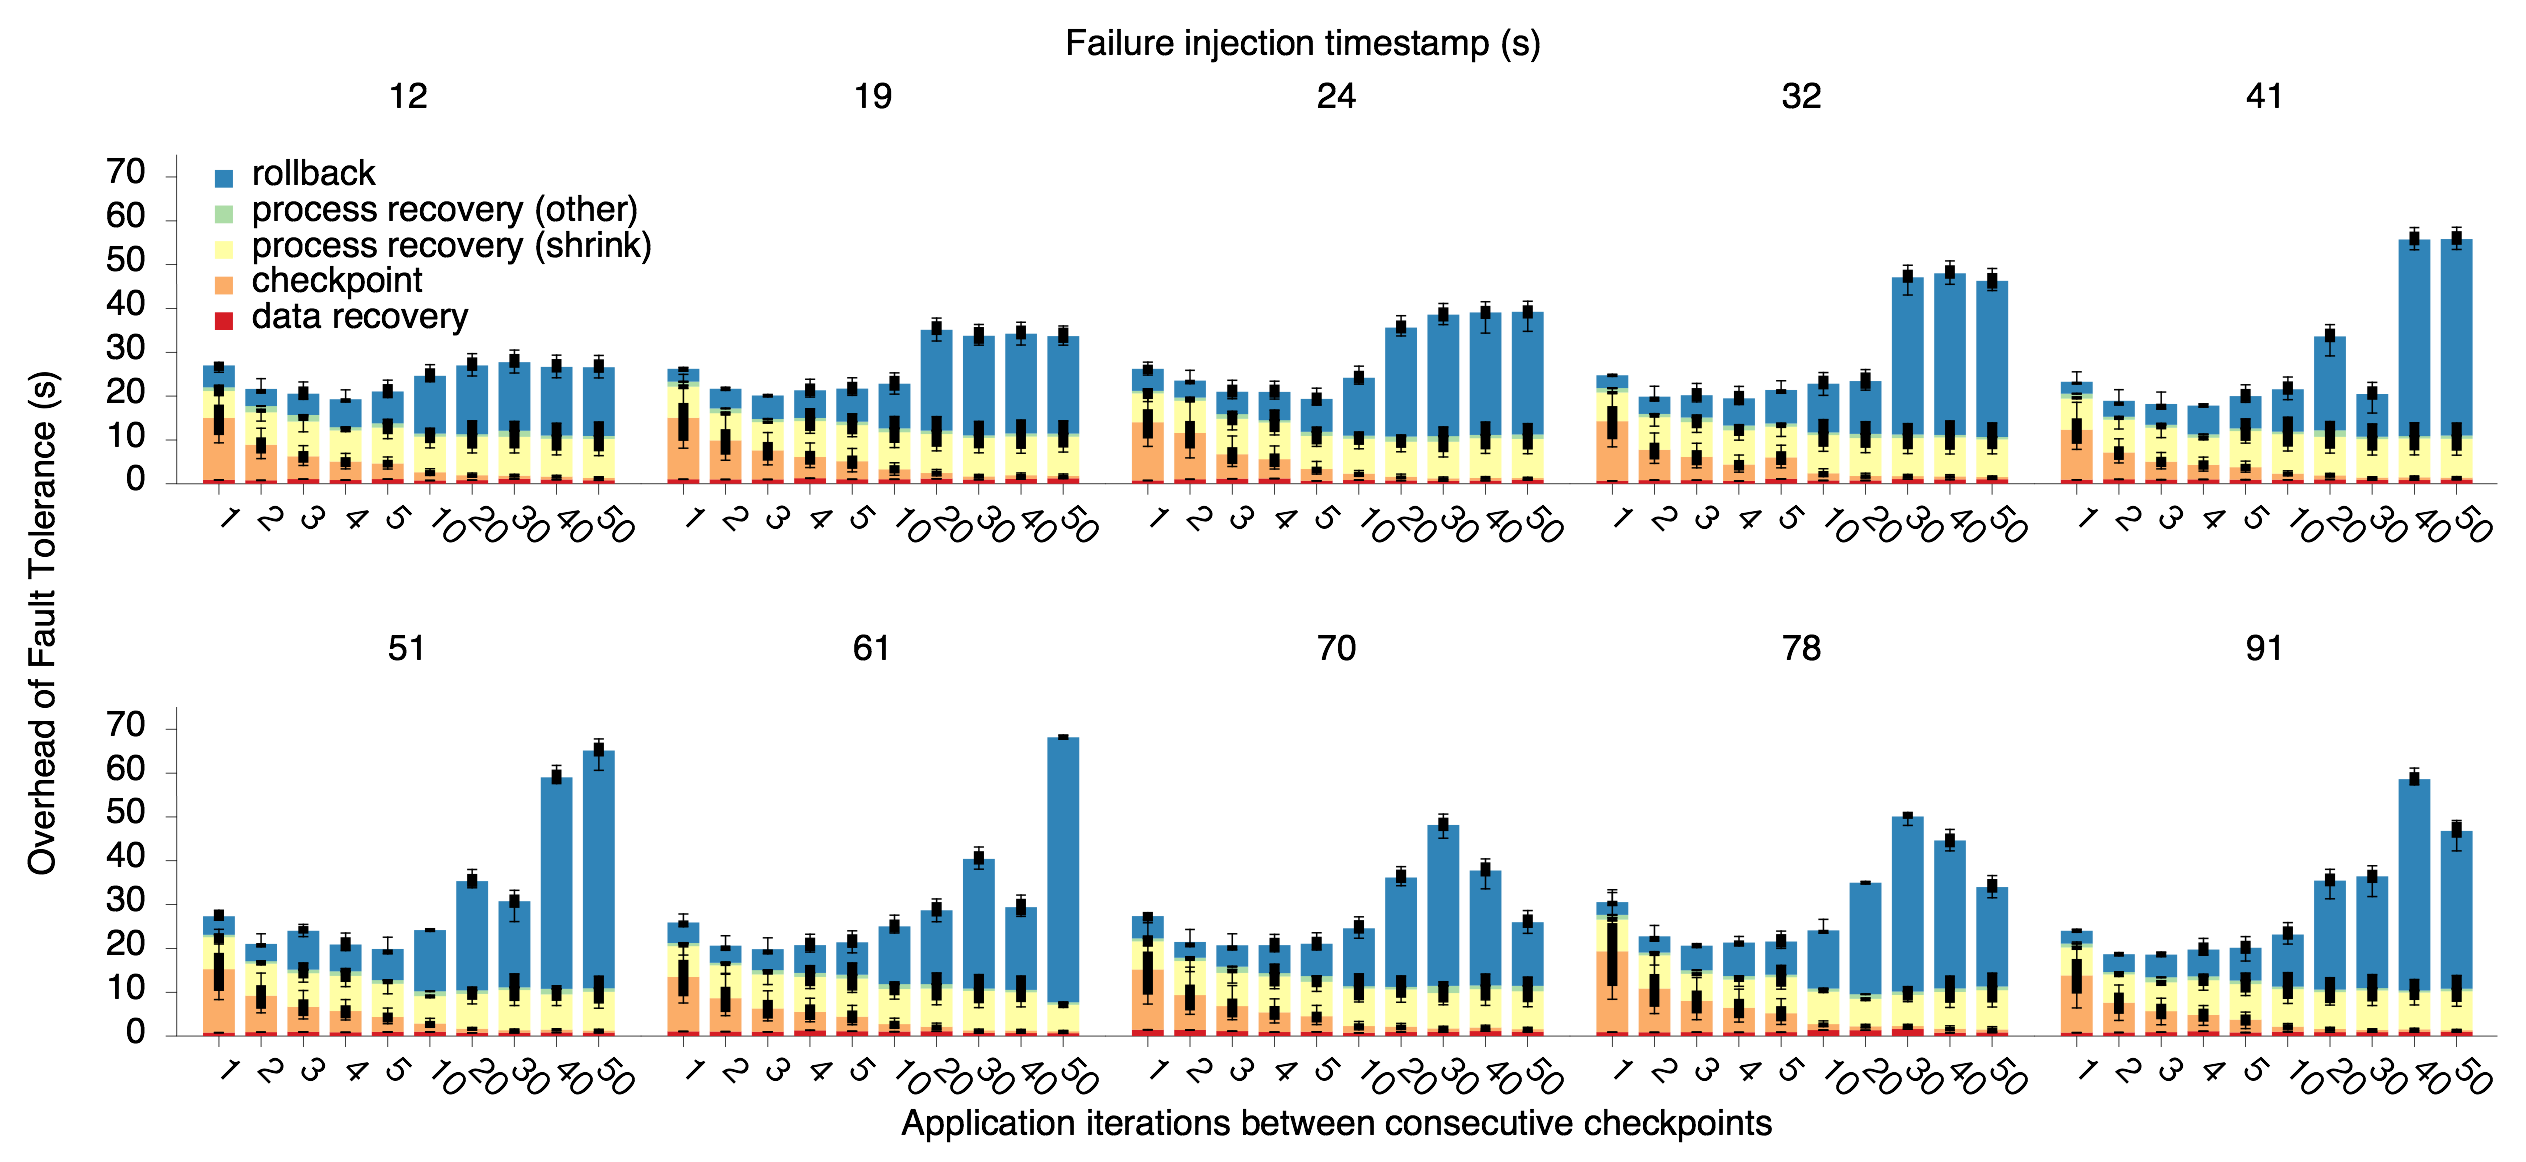 Failure injection timestamp (s)
12 19 24 32 41
Overhead of Fault Tolerance (s)
70
60
50
40
30
20
10
0
rollback
process recovery (other)
process recovery (shrink)
checkpoint
data recovery
1 2 3 4 5 10 20 30 40 50 1 2 3 4 5 10 20 30 40 50 1 2 3 4 5 10 20 30 40 50 1 2 3 4 5 10 20 30 40 50 1 2 3 4 5 10 20 30 40 50
51 61 70 78 91
70
60
50
40
30
20
10
0
1 2 3 4 5 10 20 30 40 50 1 2 3 4 5 10 20 30 40 50 1 2 3 4 5 10 20 30 40 50 1 2 3 4 5 10 20 30 40 50 1 2 3 4 5 10 20 30 40 50
Application iterations between consecutive checkpoints